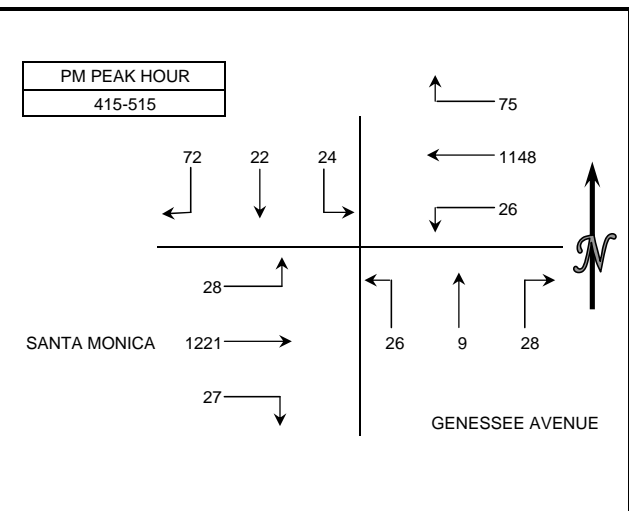 PM PEAK HOUR
415-515
75
72 22 24
1148
26
28
SANTA MONICA 1221
26 9 28
27
GENESSEE AVENUE
N